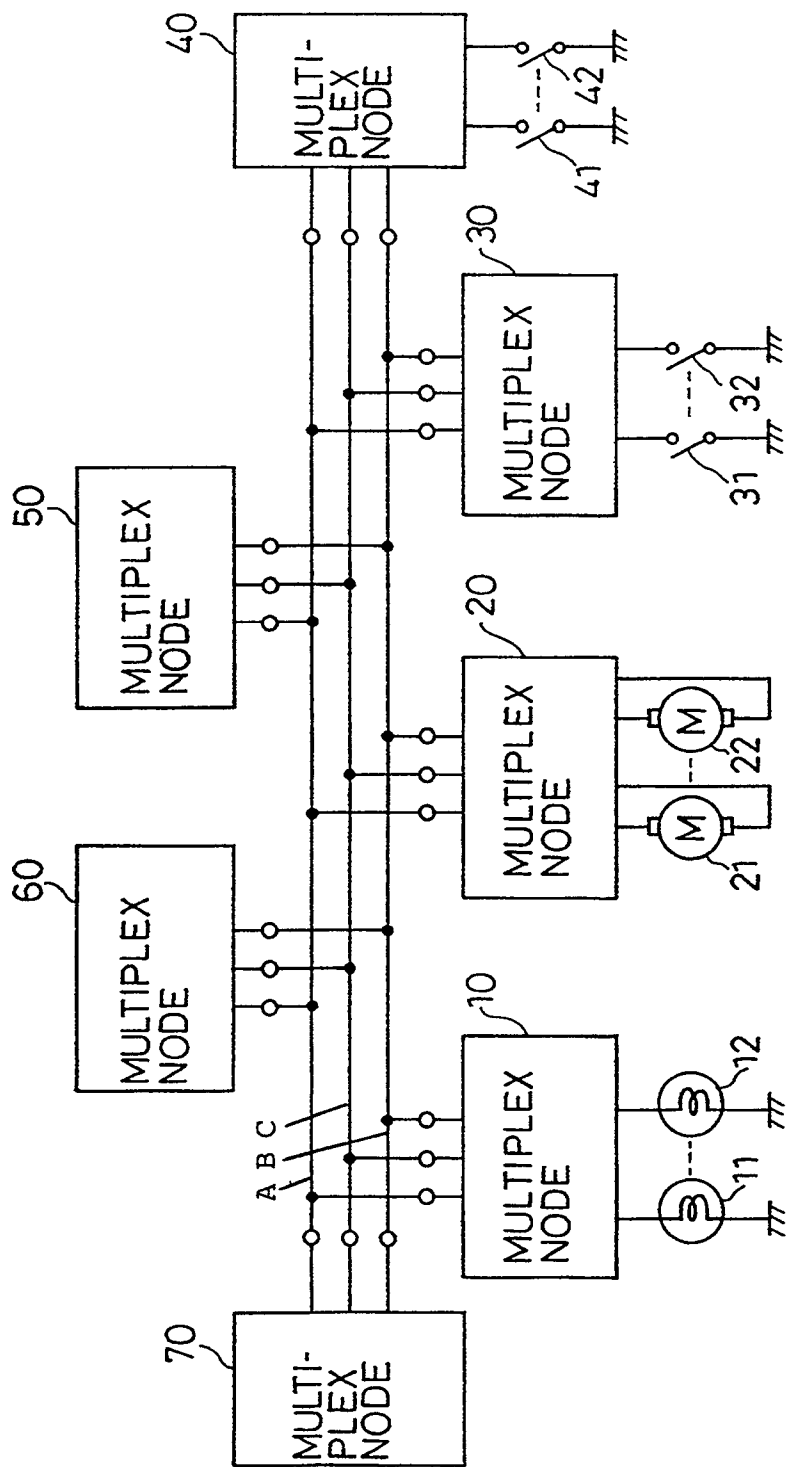 60
50
MULTIPLEX
NODE
MULTIPLEX
NODE
70
40
MULTI-
PLEX
NODE
A
B
C
MULTI-
PLEX
NODE
10
20
30
MULTIPLEX
NODE
MULTIPLEX
NODE
MULTIPLEX
NODE
41
42
11
12
21
M
22
M
31
32